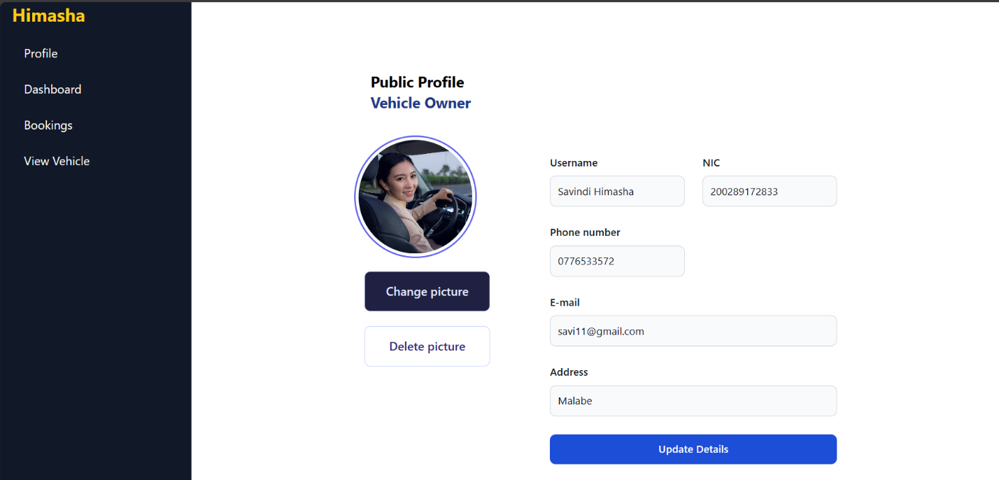 Himasha
Profile
Dashboard
Bookings
View Vehicle
Public Profile
Vehicle Owner
Change picture
Delete picture
Username
NIC
Savindi Himasha
200289172833
Phone number
0776533572
E-mail
savi11@gmail.com
Address
Malabe
Update Details